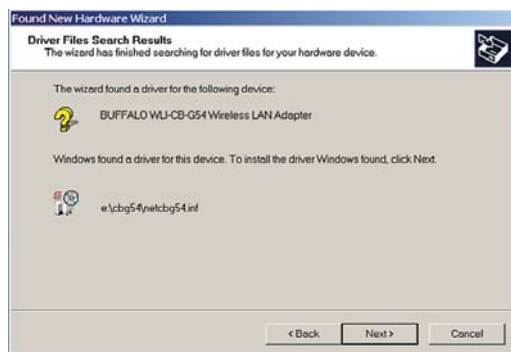 Found New Hardware Wizard
Driver Files Search Results
The wizard has finished searching for driver files for your hardware device.
The wizard found a driver for the following device:
BUFFALO WLI-CB-G54 Wireless LAN Adapter
Windows found a driver for this device. To install the driver Windows found, click Next.
e:\cbg54\netcbg54.inf
< Back
Next >
Cancel